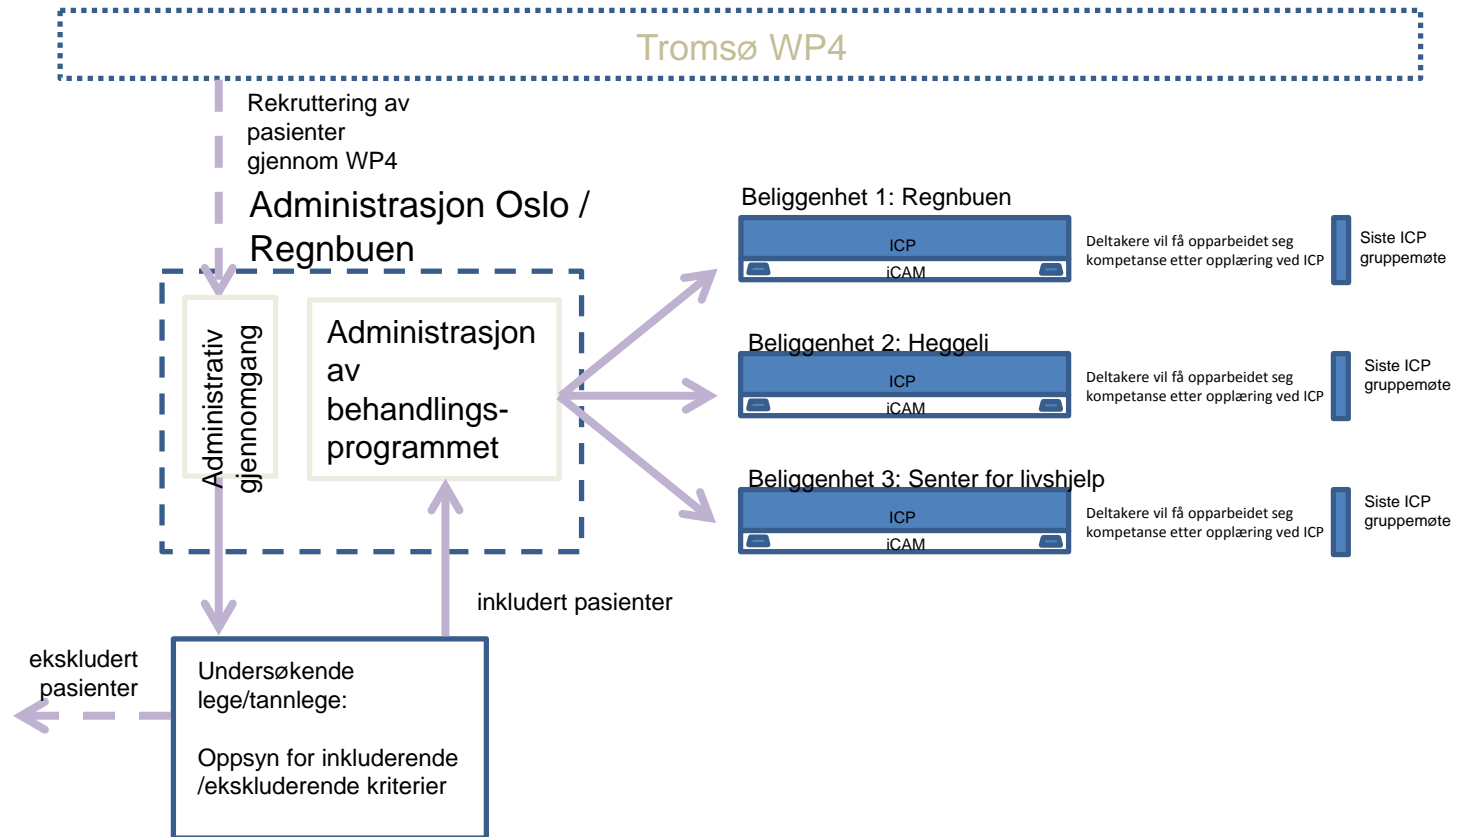 Tromsø WP4
Rekruttering av
pasienter
gjennom WP4
Administrasjon Oslo /
Regnbuen
Administrativ
gjennomgang
Administrasjon
av
behandlings-
programmet
Beliggenhet 1: Regnbuen
ICP
iCAM
Deltakere vil få opparbeidet seg
kompetanse etter opplæring ved ICP
Siste ICP
gruppemøte
Beliggenhet 2: Heggeli
ICP
iCAM
Deltakere vil få opparbeidet seg
kompetanse etter opplæring ved ICP
Siste ICP
gruppemøte
Beliggenhet 3: Senter for livshjelp
ICP
iCAM
Deltakere vil få opparbeidet seg
kompetanse etter opplæring ved ICP
Siste ICP
gruppemøte
inkludert pasienter
ekskludert
pasienter
Undersøkende
lege/tannlege:
Oppsyn for inkluderende
/ekskluderende kriterier